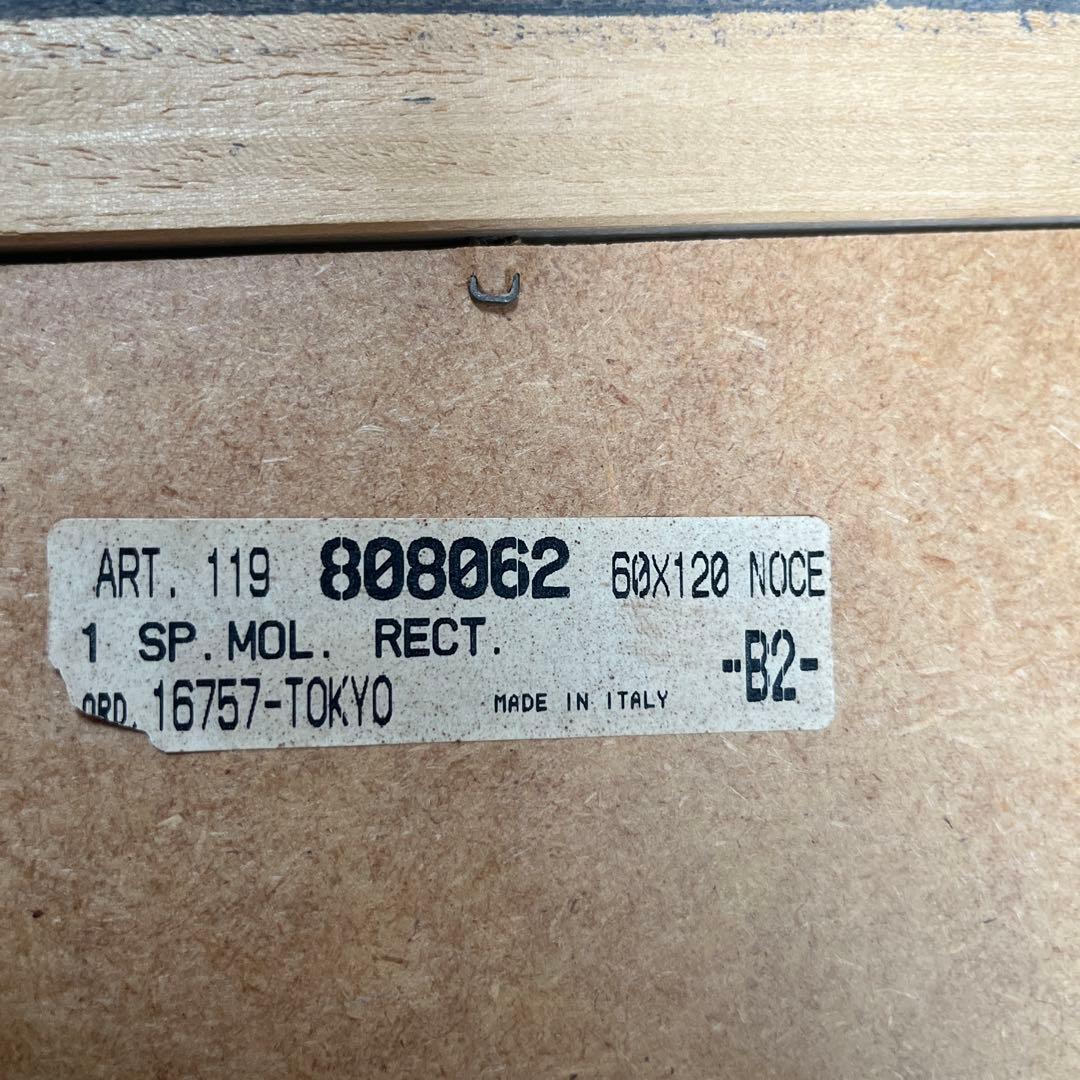 ART. 119 808062 60X120 NOCE
1 SP.MOL. RECT. -B2-
ORD. 16757-TOKYO MADE IN ITALY